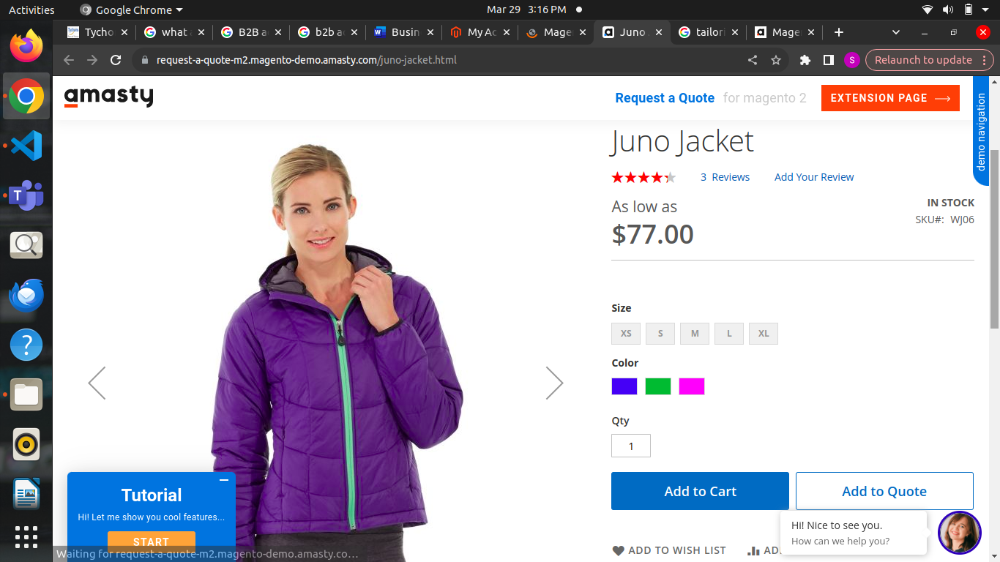 Activities
Google Chrome
Mar 29 3:16 PM
Tycho
what
B2B a
b2b a
Busin
My Ac
Mage
Juno
tailori
Mage
request-a-quote-m2.magento-demo.amasty.com/juno-jacket.html
S
Relaunch to update
amasty
Request a Quote for magento 2
EXTENSION PAGE
demo navigation
Juno Jacket
3 Reviews
Add Your Review
As low as
$77.00
IN STOCK
SKU#: WJ06
Size
XS S M L XL
Color
Qty
1
Add to Cart
Add to Quote
Tutorial
Hi! Let me show you cool features...
START
Hi! Nice to see you.
How can we help you?
ADD TO WISH LIST
AD
Waiting for request-a-quote-m2.magento-demo.amasty.co...